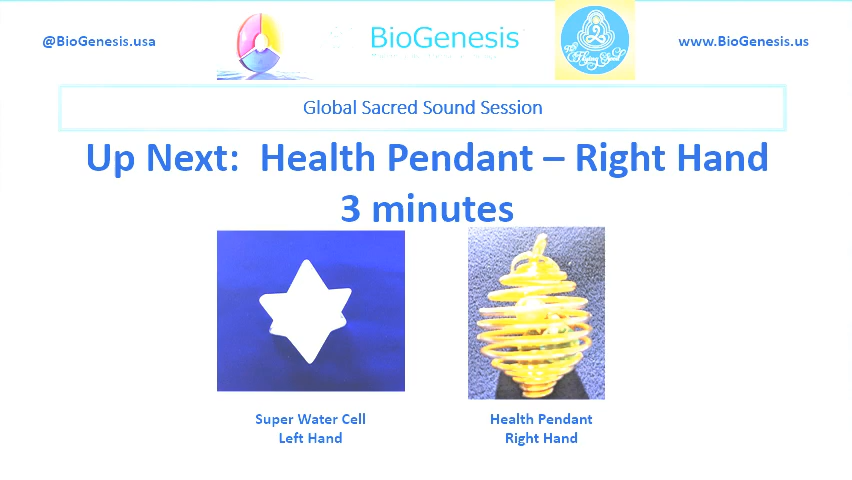 @BioGenesis.usa
BioGenesis
www.BioGenesis.us
Global Sacred Sound Session
Up Next: Health Pendant – Right Hand
3 minutes
Super Water Cell
Left Hand
Health Pendant
Right Hand